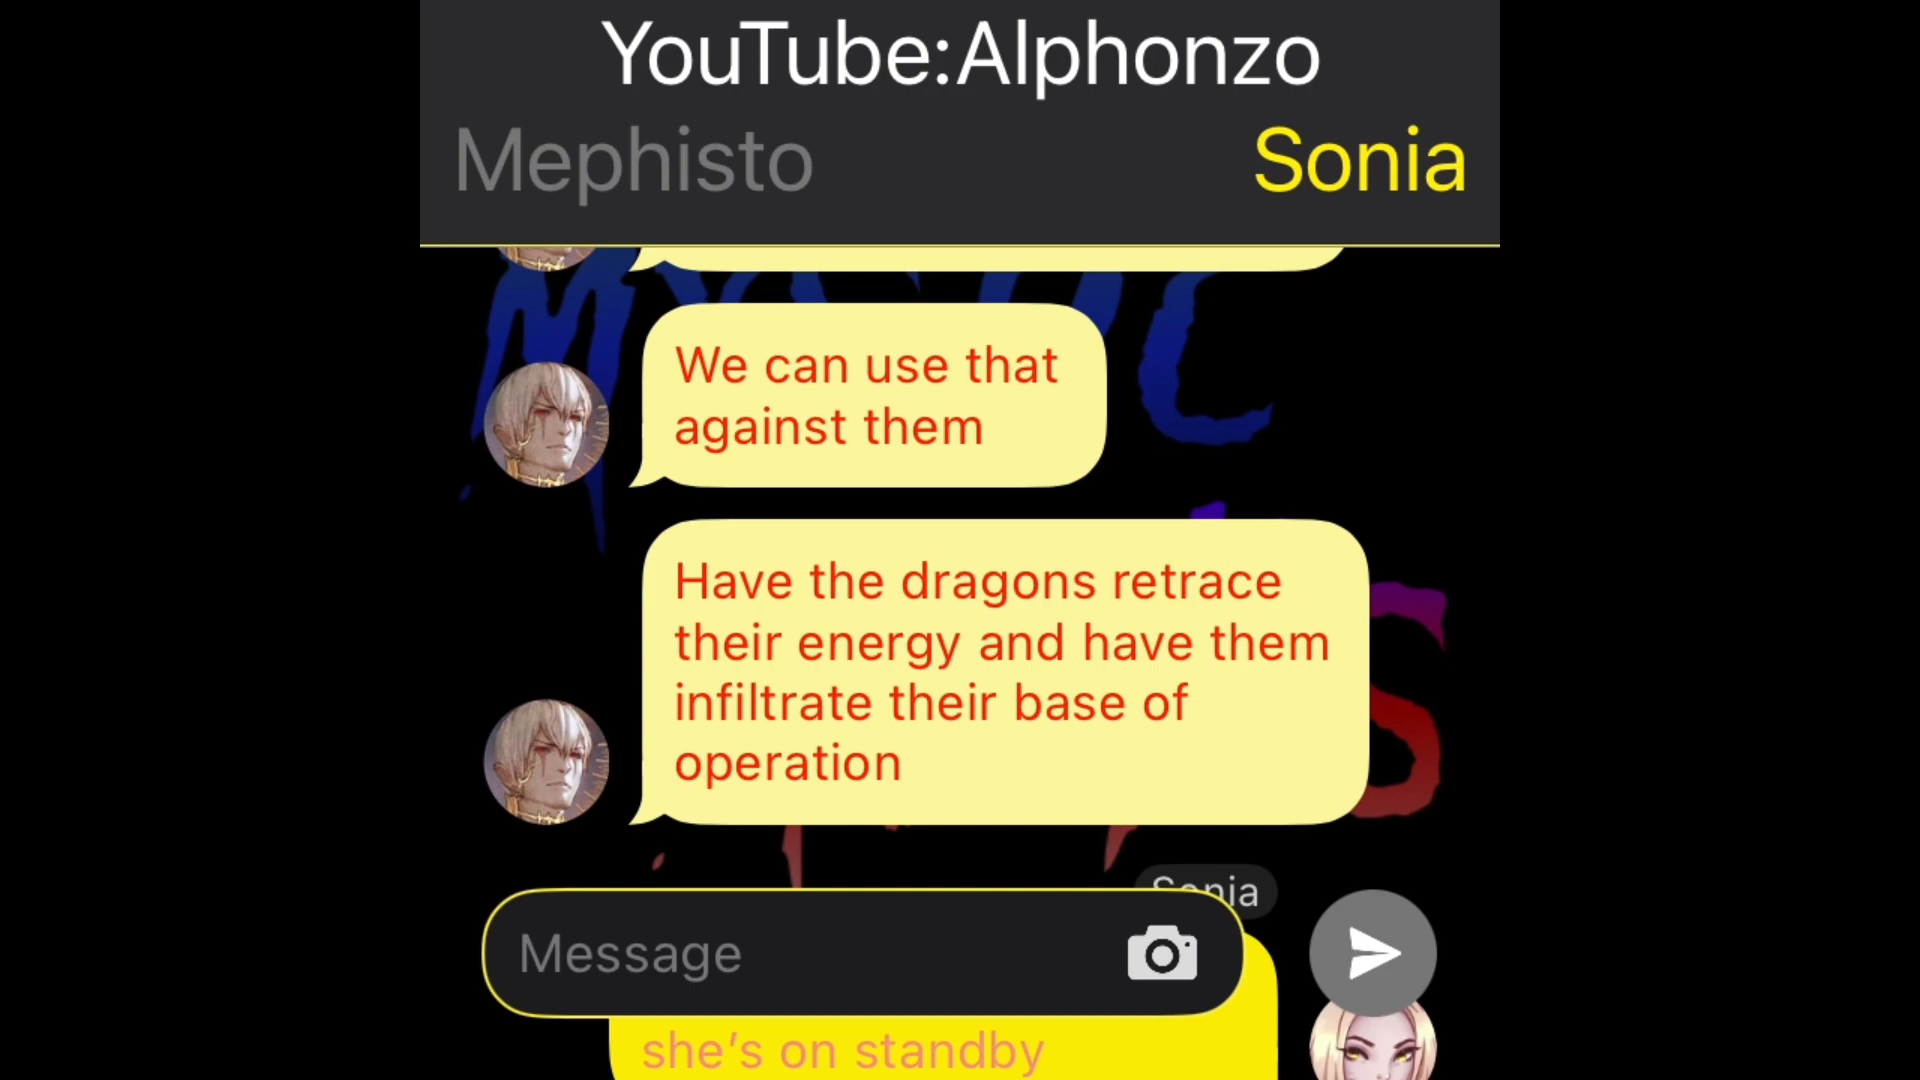 YouTube:Alphonzo
Mephisto
Sonia
We can use that
against them
Have the dragons retrace
their energy and have them
infiltrate their base of
operation
Sonia
Message
she's on standby